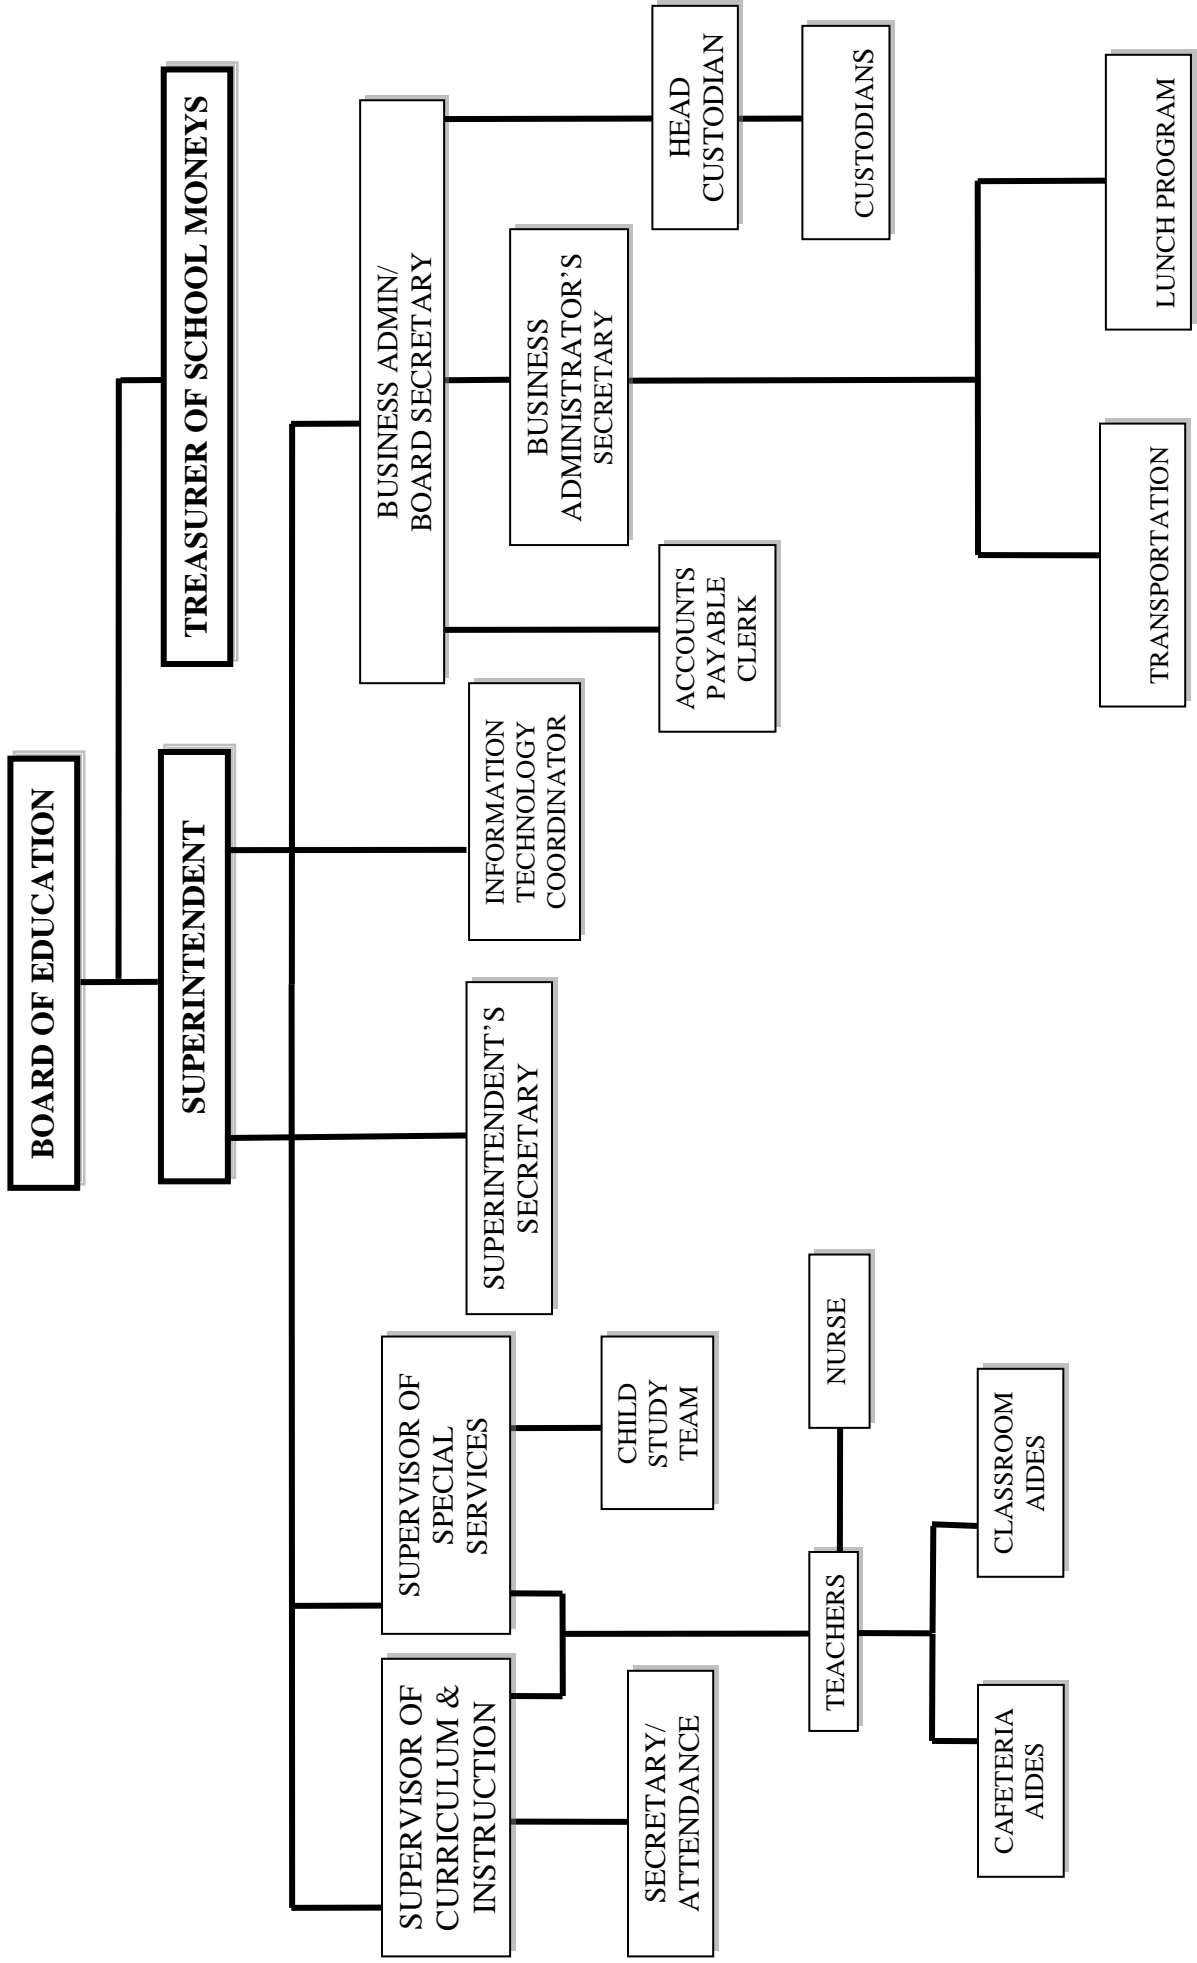 BOARD OF EDUCATION
SUPERINTENDENT
TREASURER OF SCHOOL MONEYS
SUPERVISOR OF
CURRICULUM &
INSTRUCTION
SUPERVISOR OF
SPECIAL
SERVICES
SUPERINTENDENT'S
SECRETARY
INFORMATION
TECHNOLOGY
COORDINATOR
BUSINESS ADMIN/
BOARD SECRETARY
SECRETARY/
ATTENDANCE
CHILD
STUDY
TEAM
ACCOUNTS
PAYABLE
CLERK
BUSINESS
ADMINISTRATOR'S
SECRETARY
HEAD
CUSTODIAN
TEACHERS
NURSE
CUSTODIANS
CAFETERIA
AIDES
CLASSROOM
AIDES
TRANSPORTATION
LUNCH PROGRAM